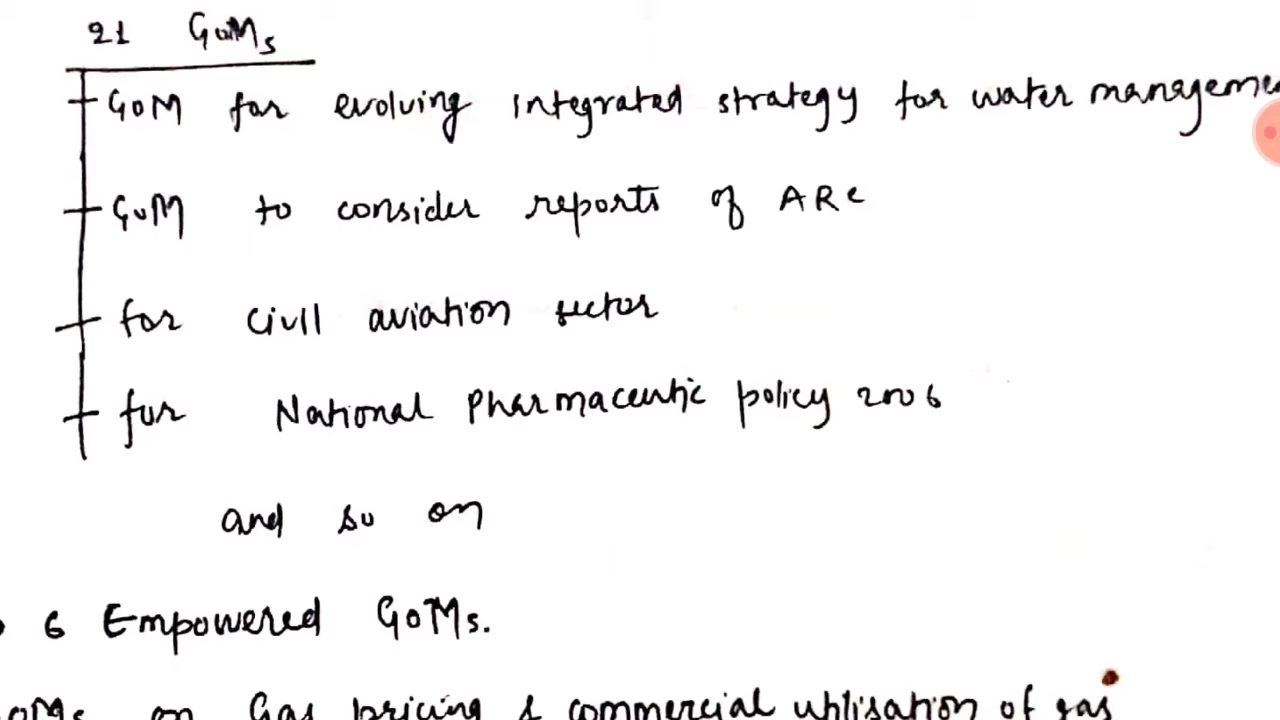 21 GoMs
GoM for evolving integrated strategy for water manageme
GoM to consider reports of ARC
for civil aviation sector
for National Pharmaceutic policy 2006
and so on
6 Empowered GoMs.
GoMs on Gas pricing & commercial utilisation of gas